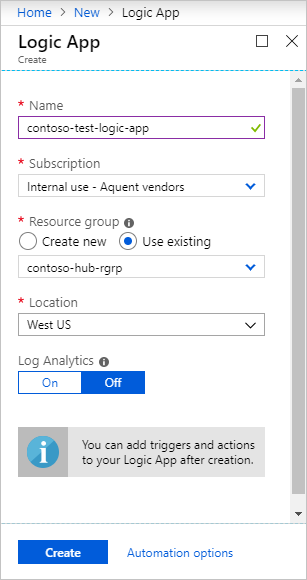 Home > New > Logic App
Logic App
Create
* Name
contoso-test-logic-app
* Subscription
Internal use - Aquent vendors
* Resource group
Create new Use existing
contoso-hub-rgrp
* Location
West US
Log Analytics
On Off
You can add triggers and actions
to your Logic App after creation.
Create Automation options